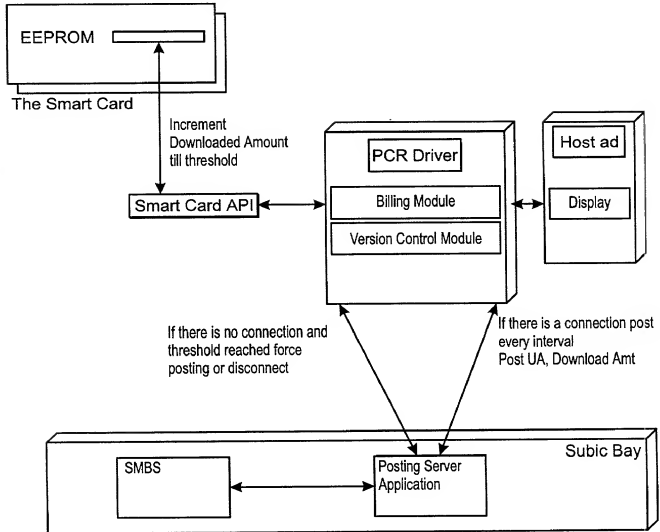 EEPROM
The Smart Card
Increment
Downloaded Amount
till threshold
Smart Card API
PCR Driver
Billing Module
Version Control Module
Host ad
Display
If there is no connection and
threshold reached force
posting or disconnect
If there is a connection post
every interval
Post UA, Download Amt
Subic Bay
SMBS
Posting Server
Application